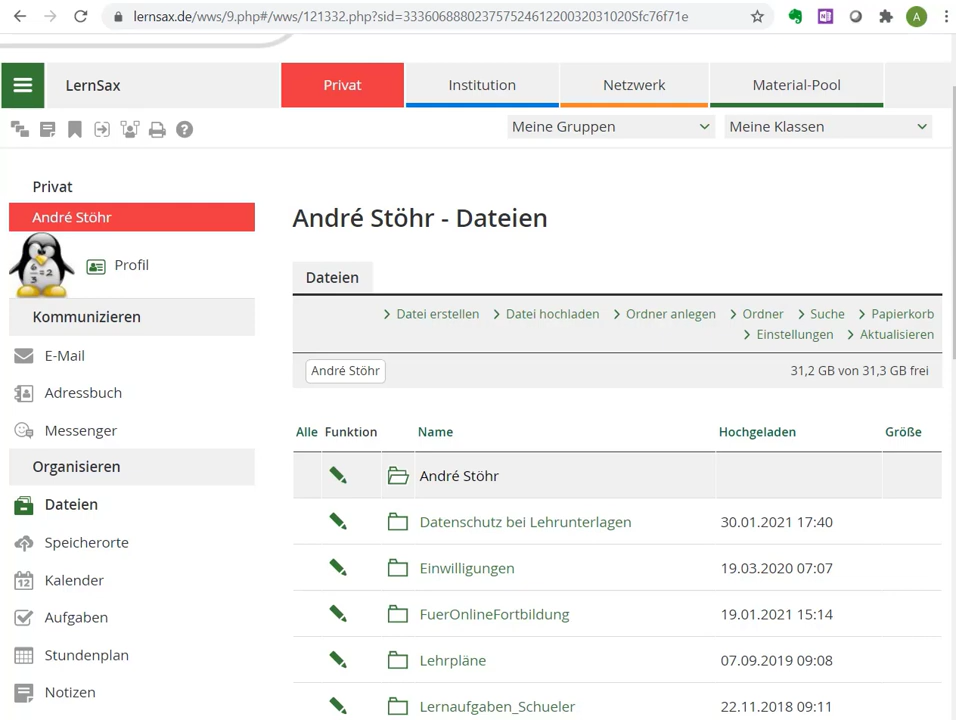 lernsax.de/wws/9.php#/wws/121332.php?sid=33360688802375752461220032031020Sfc76f71e
A
LernSax
Privat
Institution
Netzwerk
Material-Pool
Meine Gruppen
Meine Klassen
Privat
André Stöhr
Profil
Kommunizieren
E-Mail
Adressbuch
Messenger
Organisieren
Dateien
Speicherorte
12
Kalender
Aufgaben
Stundenplan
Notizen
André Stöhr - Dateien
Dateien
Datei erstellen
Datei hochladen
Ordner anlegen
Ordner
Suche
Papierkorb
Einstellungen
Aktualisieren
André Stöhr
31,2 GB von 31,3 GB frei
Alle Funktion Name Hochgeladen Größe
André Stöhr
Datenschutz bei Lehrunterlagen 30.01.2021 17:40
Einwilligungen 19.03.2020 07:07
FuerOnlineFortbildung 19.01.2021 15:14
Lehrpläne 07.09.2019 09:08
Lernaufgaben_Schueler 22.11.2018 09:11